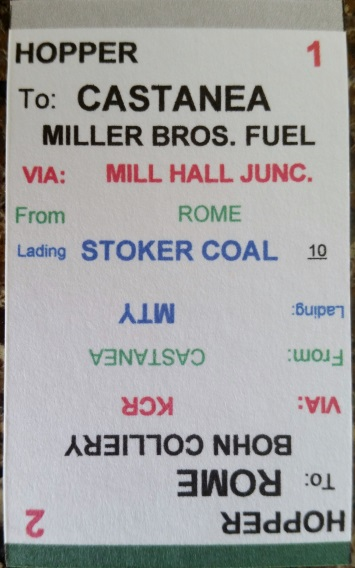 HOPPER 1
To: CASTANEA
MILLER BROS. FUEL
VIA: MILL HALL JUNC.
From ROME
Lading STOKER COAL 10
HOPPER 2
To: ROME
BOHN COLLIERY
VIA: KCR
From: CASTANEA
Lading: MTY